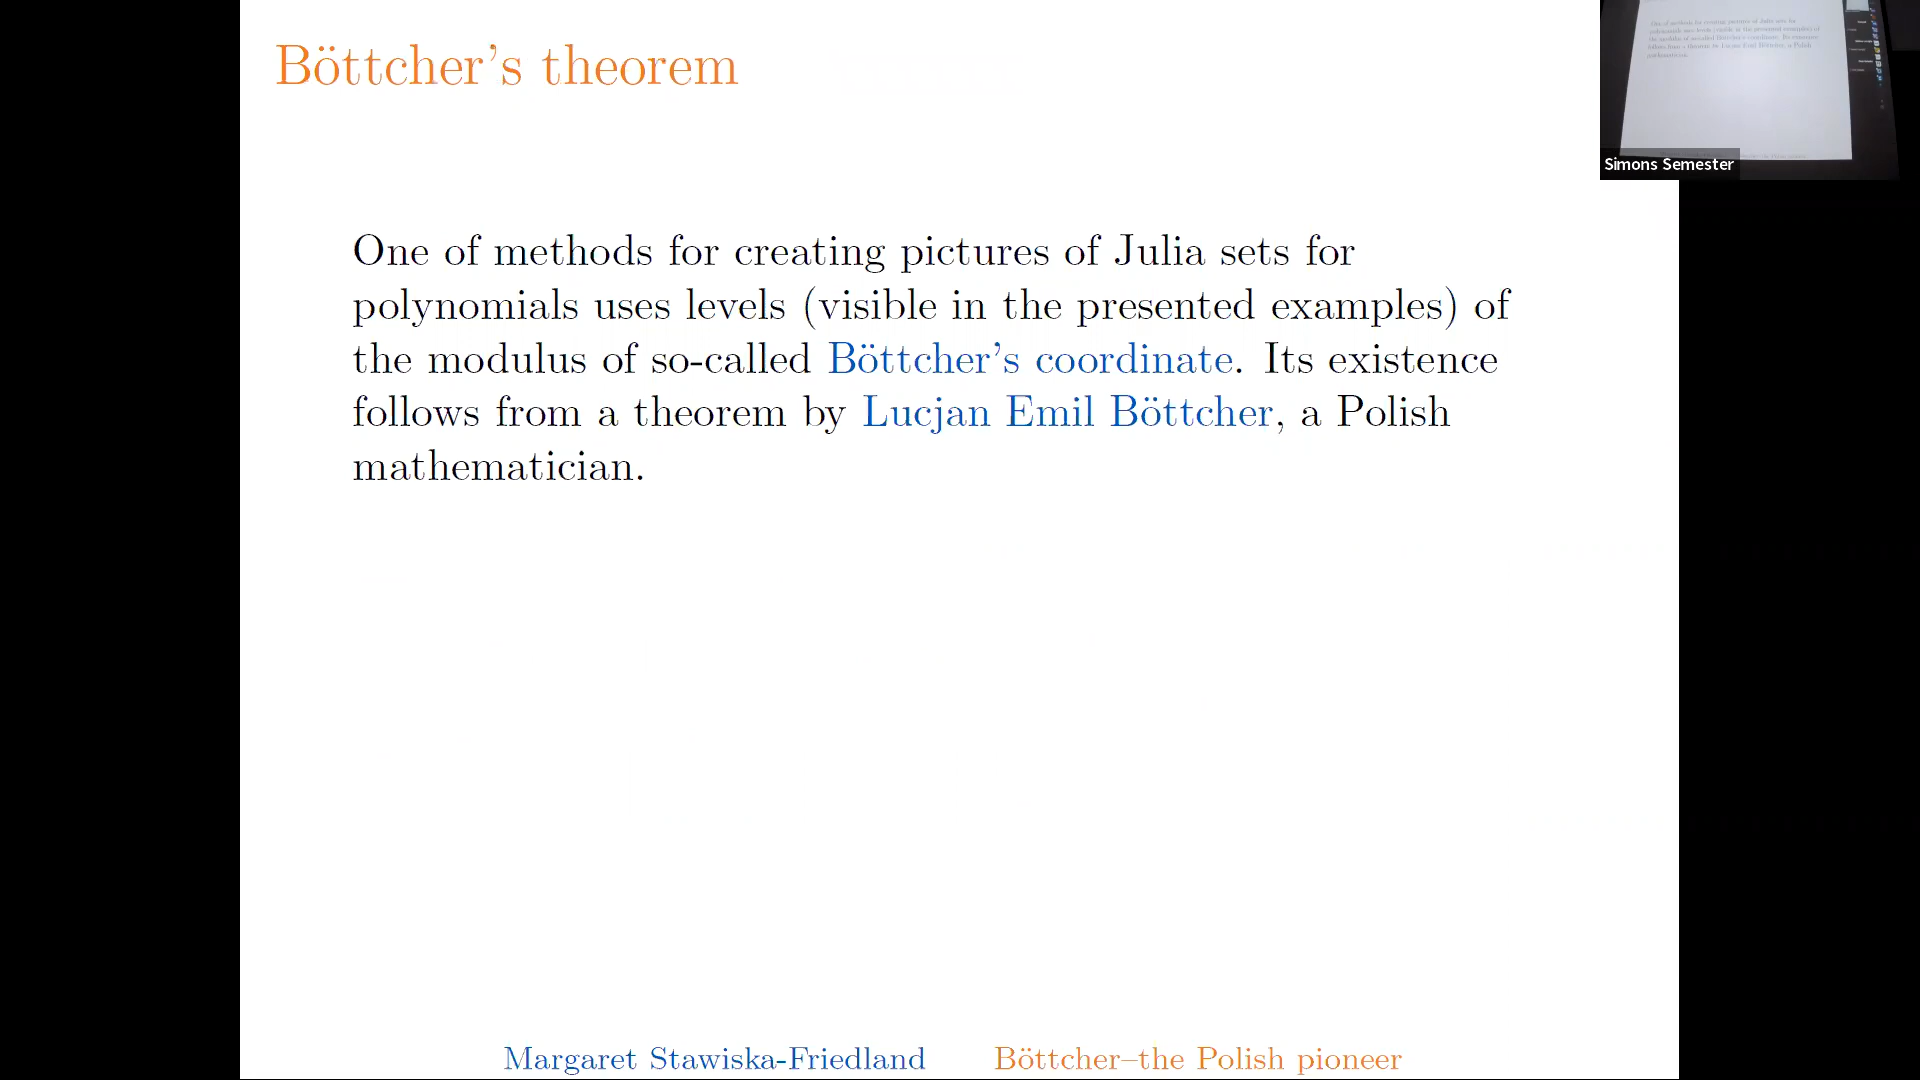 Böttcher's theorem
One of methods for creating pictures of Julia sets for
polynomials uses levels (visible in the presented examples) of
the modulus of so-called Böttcher's coordinate. Its existence
follows from a theorem by Lucjan Emil Böttcher, a Polish
mathematician.
Simons Semester
Margaret Stawiska-Friedland Böttcher–the Polish pioneer